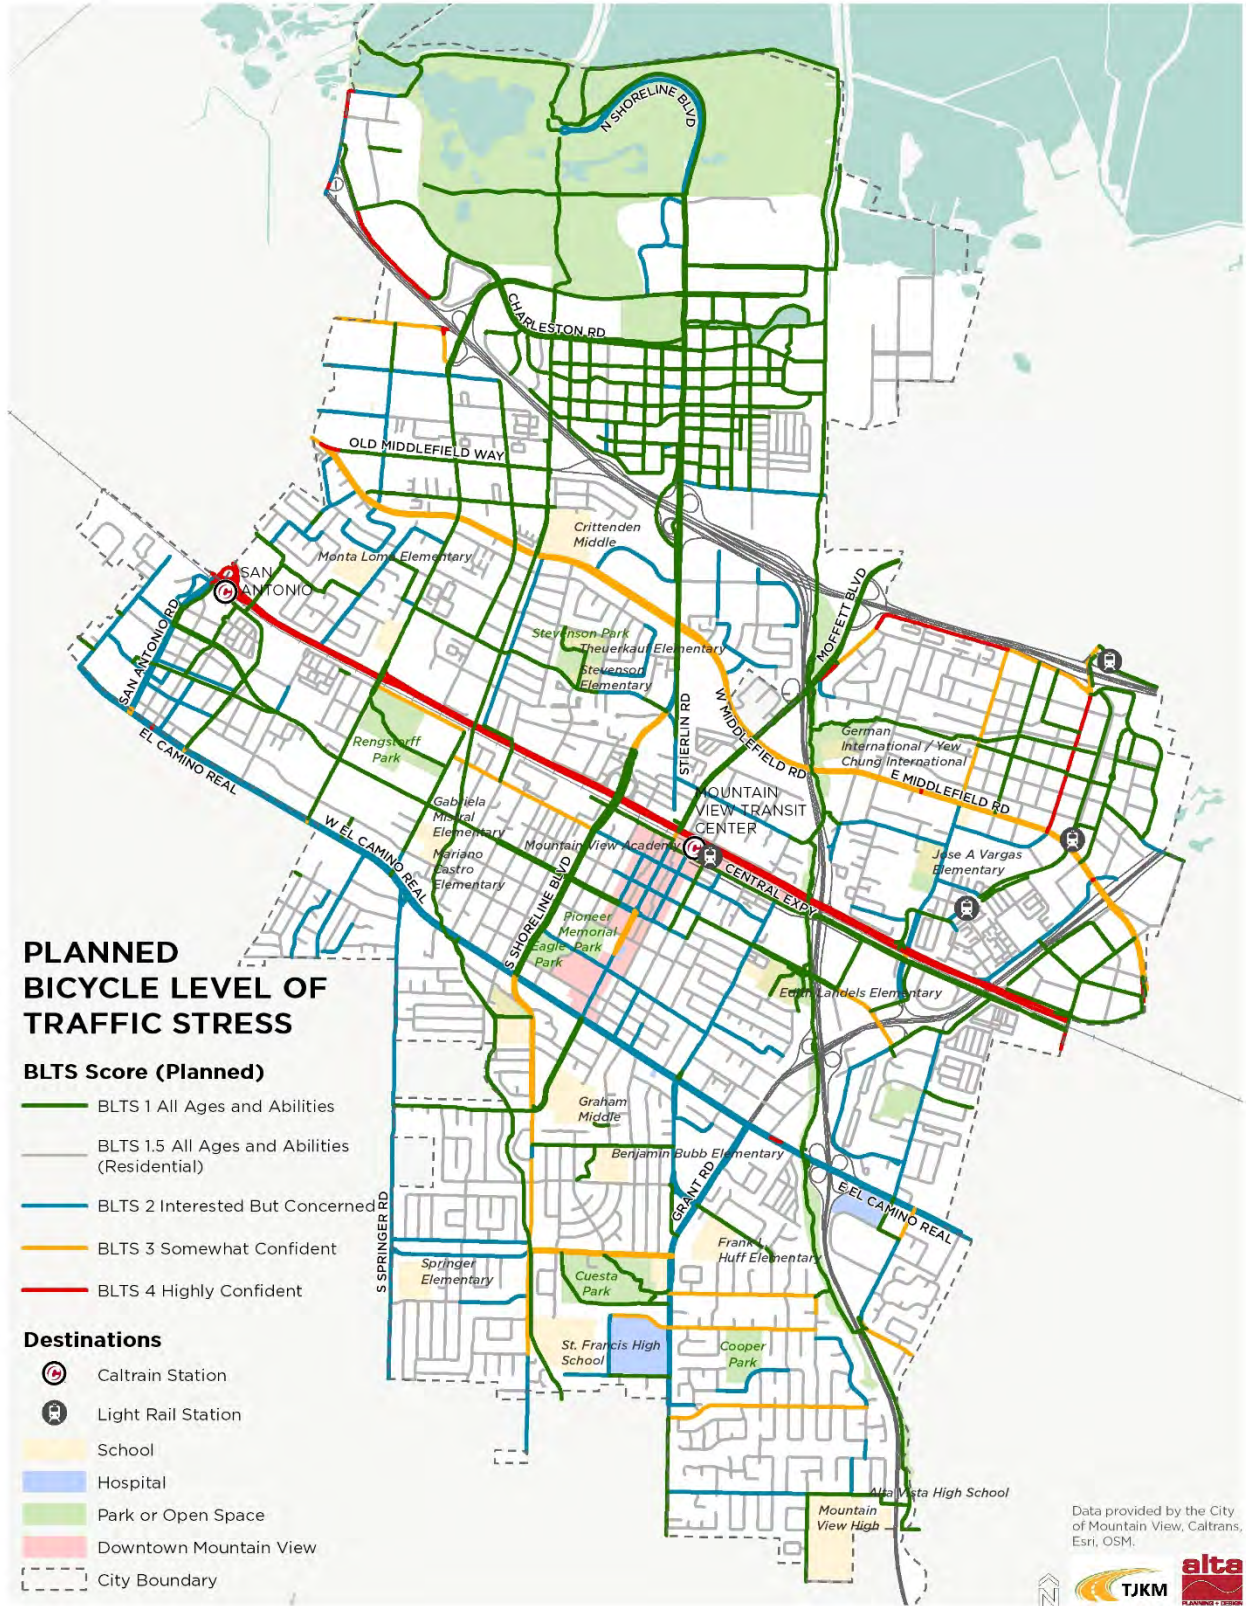 N SHORELINE BLVD
CHARLESTON RD
OLD MIDDLEFIELD WAY
Crittenden
Middle
Monta Loma Elementary
SAN
ANTONIO
SAN ANTONIO RD
MOFFETT BLVD
Stevenson Park
Theuerkauf Elementary
Stevenson
Elementary
W MIDDLEFIELD RD
STIERLIN RD
German
International / Yew
Chung International
E MIDDLEFIELD RD
EL CAMINO REAL
Rengstorff
Park
MOUNTAIN
VIEW TRANSIT
CENTER
Gabriela
Mistral
Elementary
W EL CAMINO REAL
Mountain View Academy
Mariano
Castro
Elementary
Jose A Vargas
Elementary
CENTRAL EXPY
S SHORELINE BLVD
Pioneer
Memorial
Park
Eagle
Park
Edith Landels Elementary
PLANNED
BICYCLE LEVEL OF
TRAFFIC STRESS
BLTS Score (Planned)
BLTS 1 All Ages and Abilities
BLTS 1.5 All Ages and Abilities
(Residential)
BLTS 2 Interested But Concerned
BLTS 3 Somewhat Confident
BLTS 4 Highly Confident
Graham
Middle
Benjamin Bubb Elementary
GRANT RD
E EL CAMINO REAL
S SPRINGER RD
Frank L
Huff Elementary
Springer
Elementary
Cuesta
Park
St. Francis High
School
Cooper
Park
Destinations
Caltrain Station
Light Rail Station
School
Hospital
Park or Open Space
Downtown Mountain View
City Boundary
Alta Vista High School
Mountain
View High
Data provided by the City
of Mountain View, Caltrans,
Esri, OSM.
N
TJKM
alta
PLANNING + DESIGN